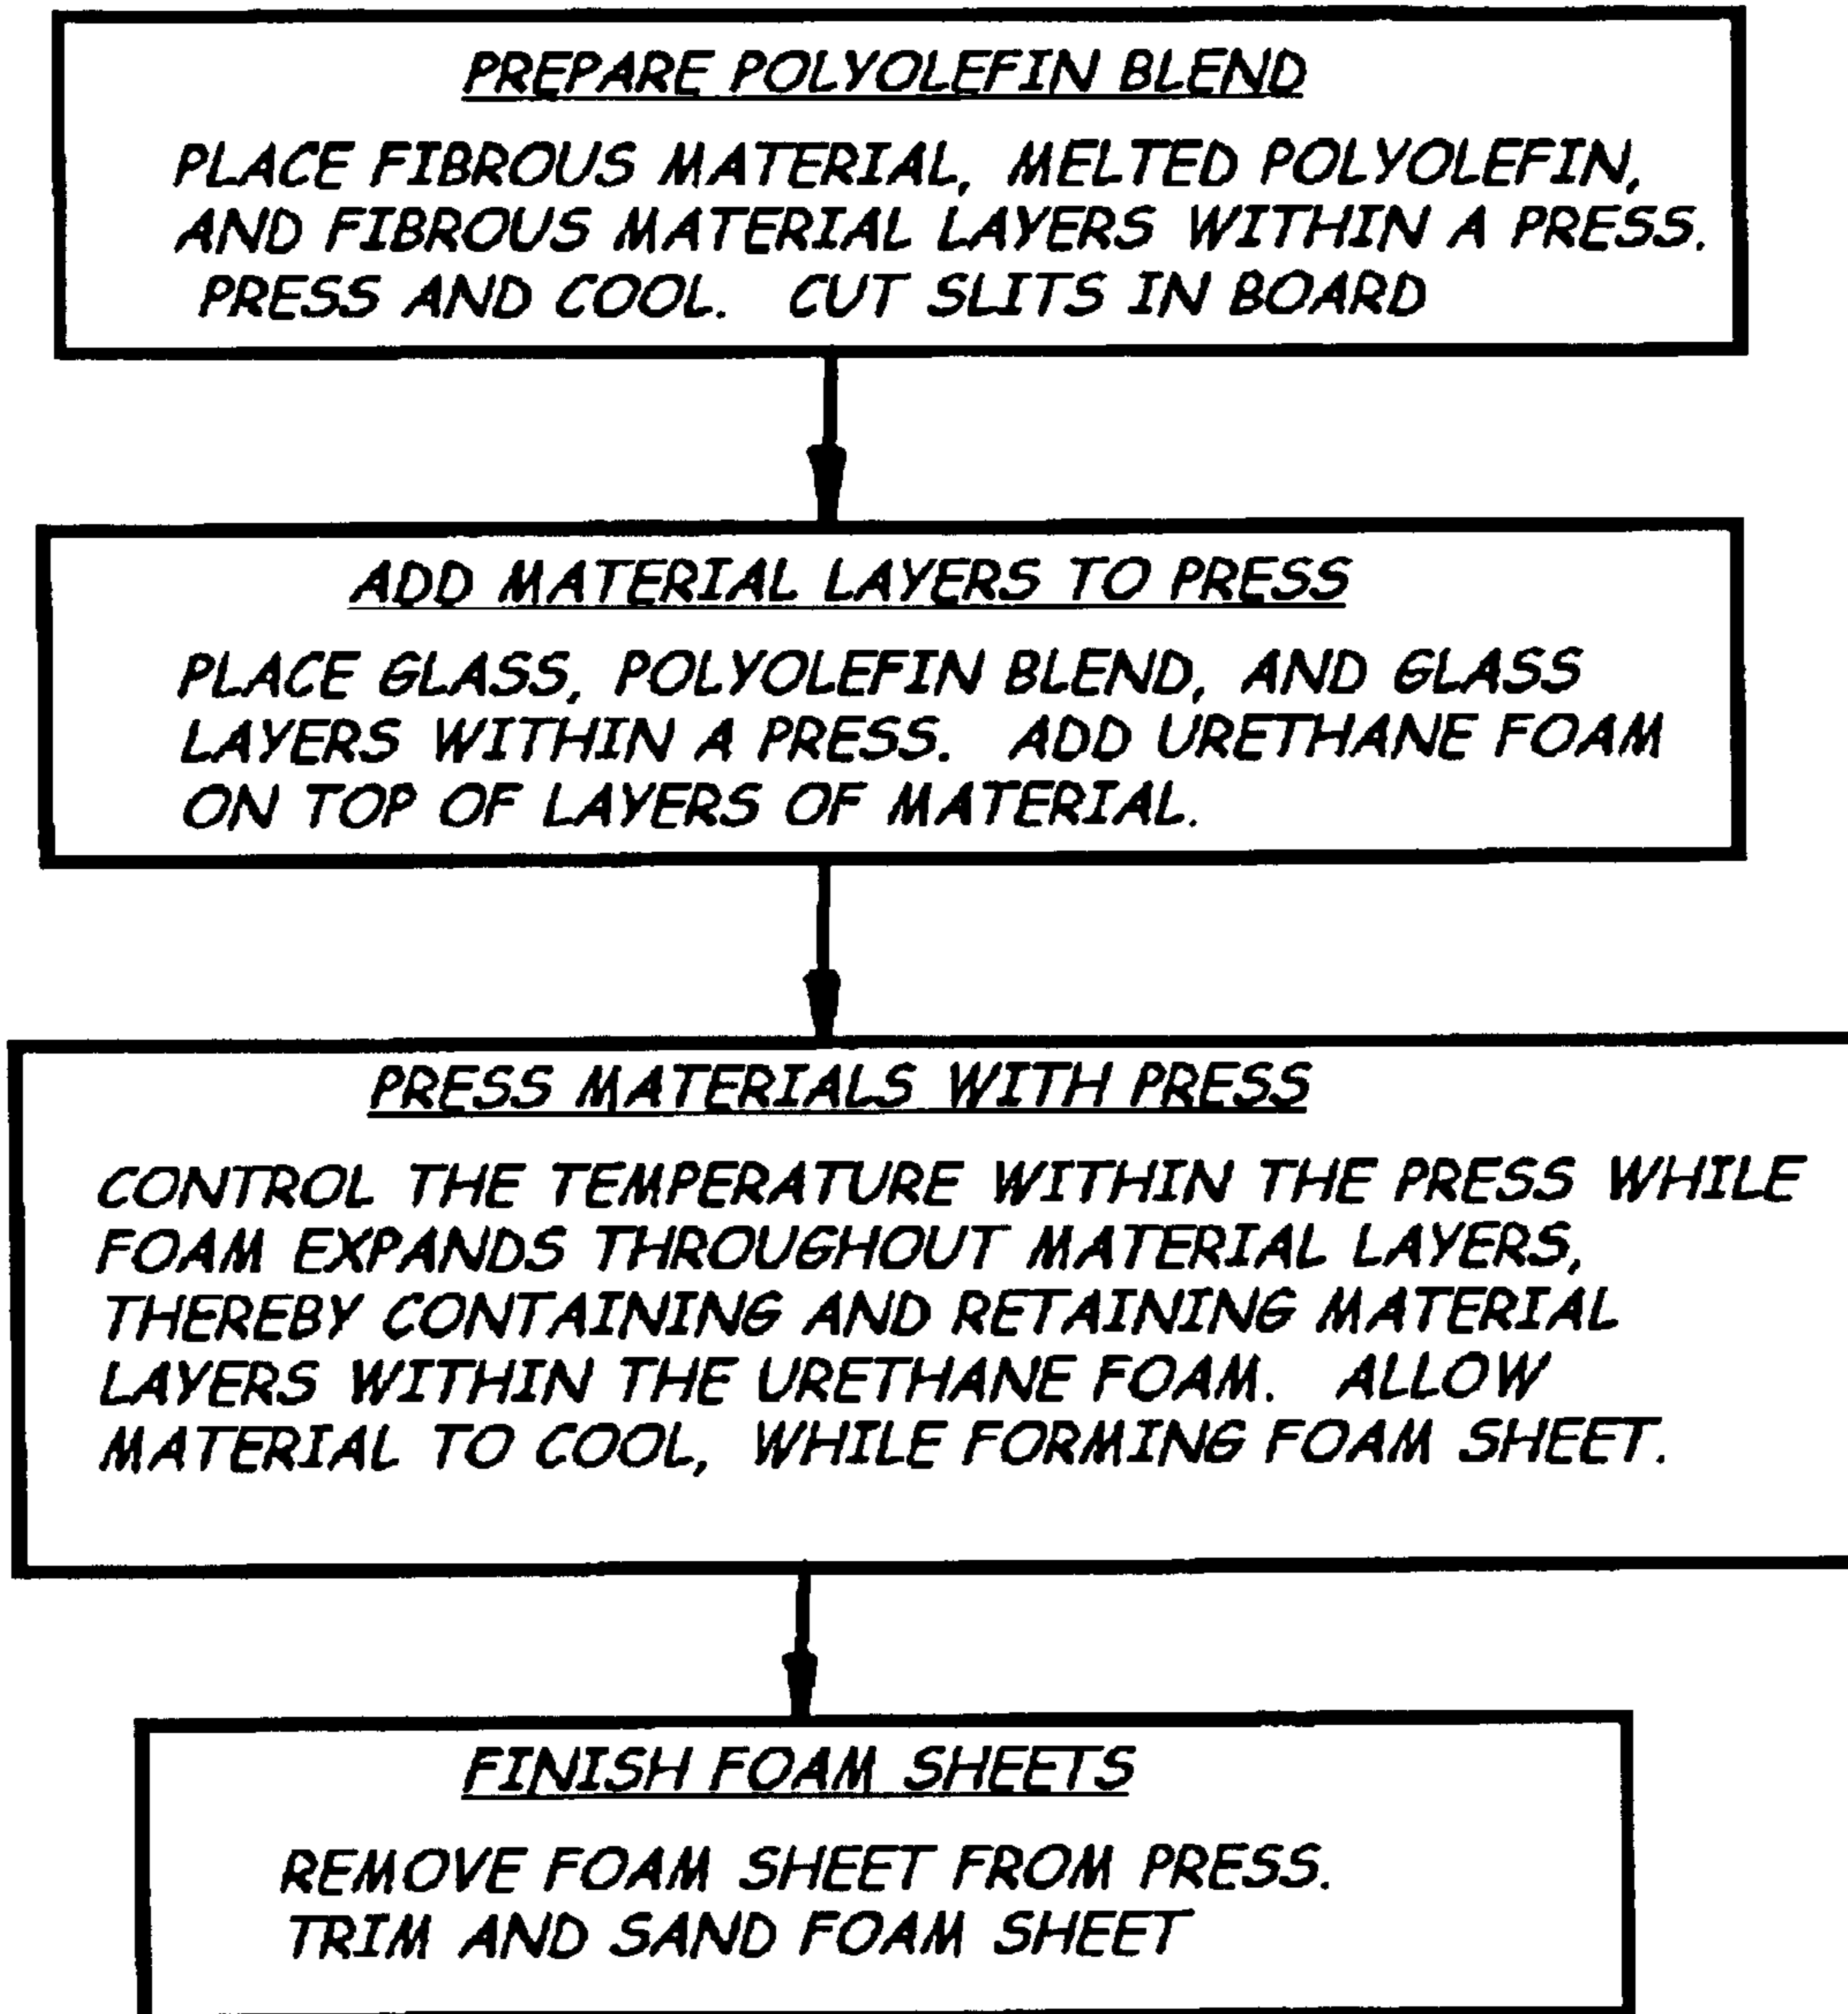 PREPARE POLYOLEFIN BLEND
PLACE FIBROUS MATERIAL, MELTED POLYOLEFIN,
AND FIBROUS MATERIAL LAYERS WITHIN A PRESS.
PRESS AND COOL. CUT SLITS IN BOARD
ADD MATERIAL LAYERS TO PRESS
PLACE GLASS, POLYOLEFIN BLEND, AND GLASS
LAYERS WITHIN A PRESS. ADD URETHANE FOAM
ON TOP OF LAYERS OF MATERIAL.
PRESS MATERIALS WITH PRESS
CONTROL THE TEMPERATURE WITHIN THE PRESS WHILE
FOAM EXPANDS THROUGHOUT MATERIAL LAYERS,
THEREBY CONTAINING AND RETAINING MATERIAL
LAYERS WITHIN THE URETHANE FOAM. ALLOW
MATERIAL TO COOL, WHILE FORMING FOAM SHEET.
FINISH FOAM SHEETS
REMOVE FOAM SHEET FROM PRESS.
TRIM AND SAND FOAM SHEET